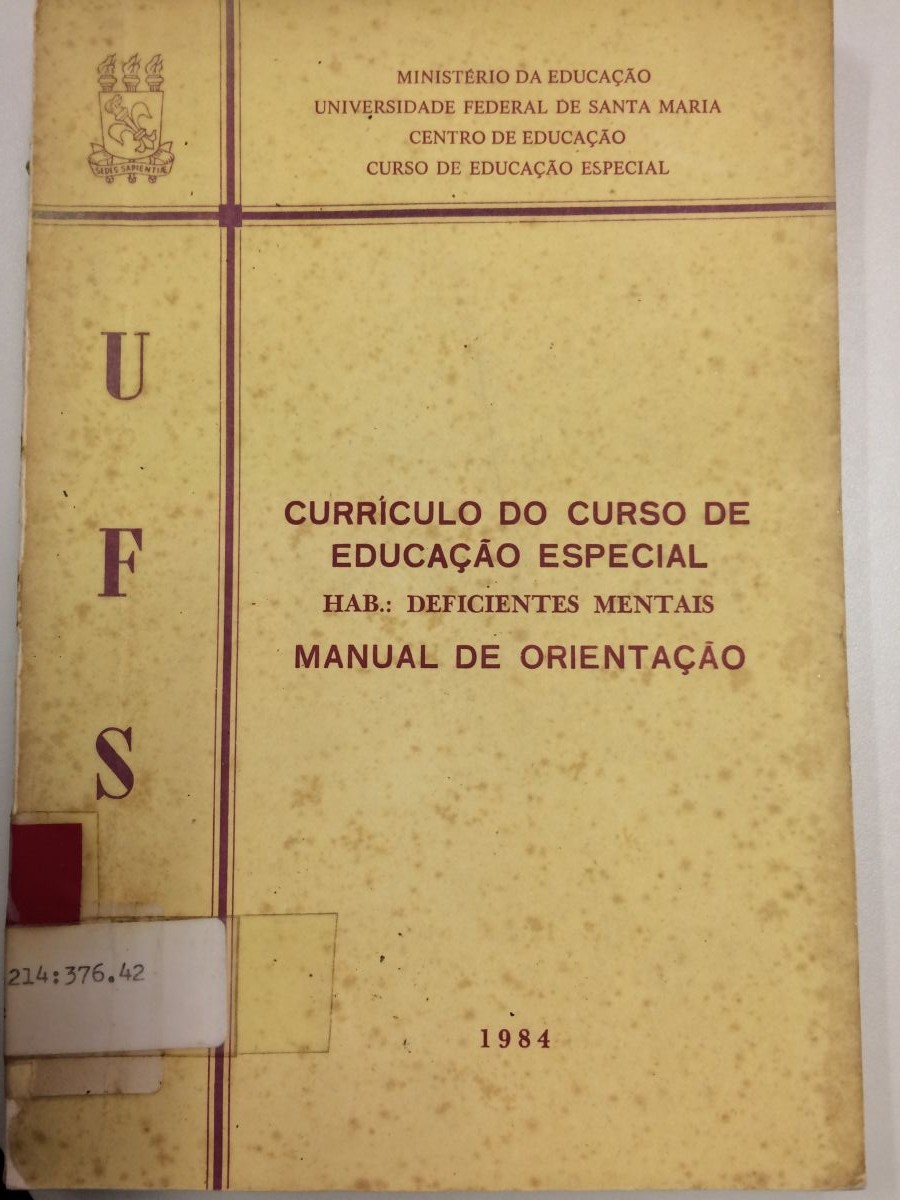 SEDES SAPIENTIÆ
MINISTÉRIO DA EDUCAÇÃO
UNIVERSIDADE FEDERAL DE SANTA MARIA
CENTRO DE EDUCAÇÃO
CURSO DE EDUCAÇÃO ESPECIAL
U
F
S
CURRÍCULO DO CURSO DE
EDUCAÇÃO ESPECIAL
HAB.: DEFICIENTES MENTAIS
MANUAL DE ORIENTAÇÃO
214:376.42
1984